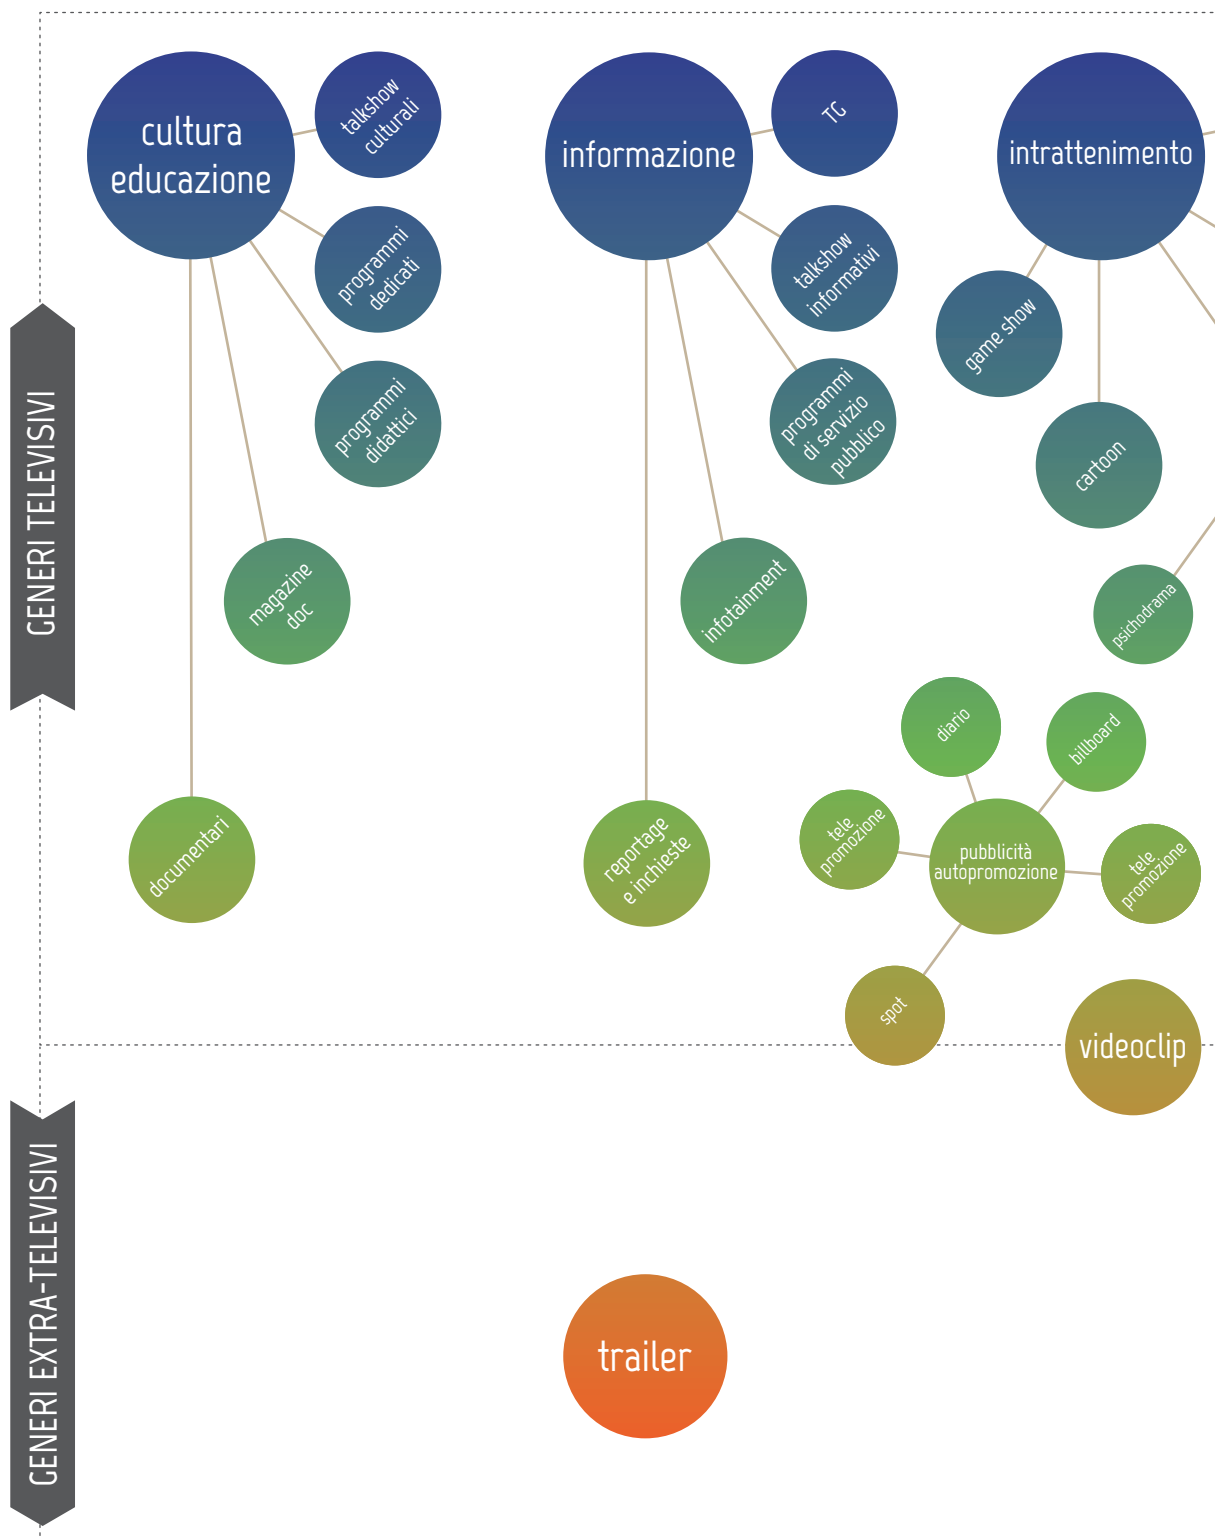 GENERI TELEVISIVI
cultura
educazione
talkshow
culturali
programmi
dedicati
programmi
didattici
magazine
doc
documentari
informazione
TG
talkshow
informativi
programmi
di servizio
pubblico
infotainment
reportage
e inchieste
intrattenimento
game show
cartoon
psichodrama
diario
billboard
tele
promozione
pubblicità
autopromozione
tele
promozione
spot
videoclip
GENERI EXTRA-TELEVISIVI
trailer